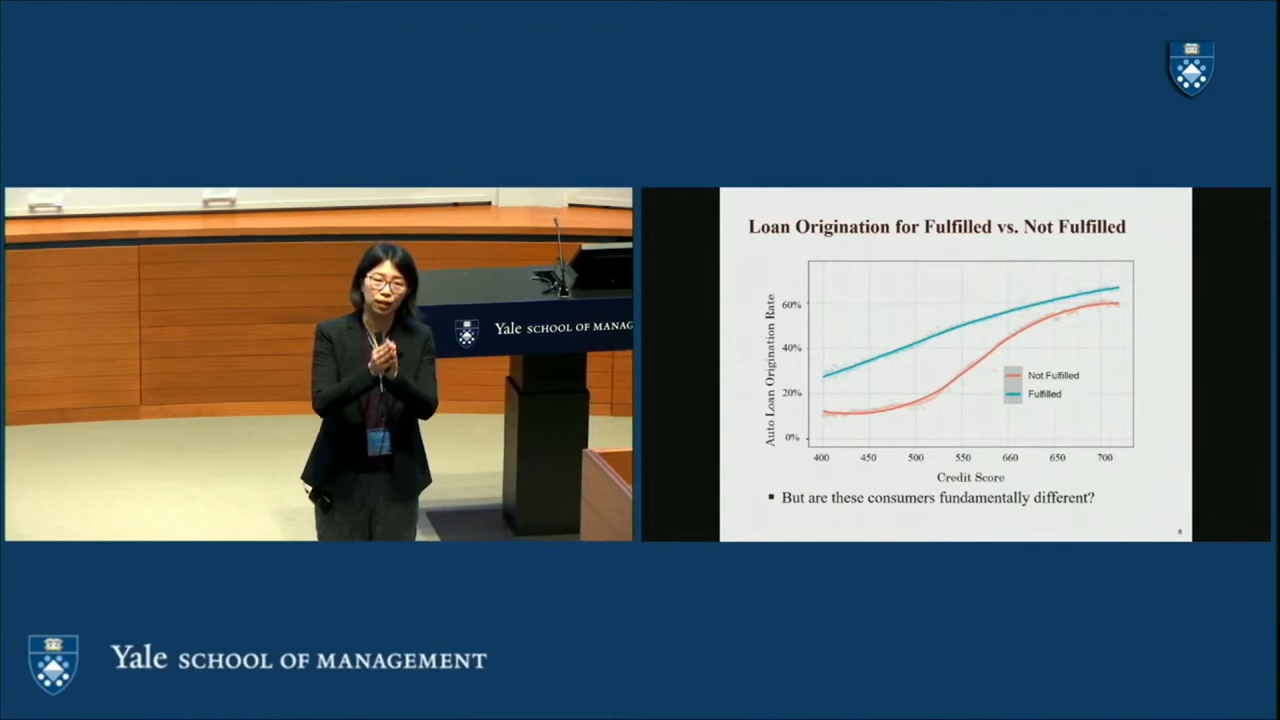 Yale SCHOOL OF MANAG
Loan Origination for Fulfilled vs. Not Fulfilled
Auto Loan Origination Rate
60%
40%
20%
0%
Not Fulfilled
Fulfilled
400 450 500 550 660 650 700
Credit Score
▪ But are these consumers fundamentally different?
Yale SCHOOL OF MANAGEMENT